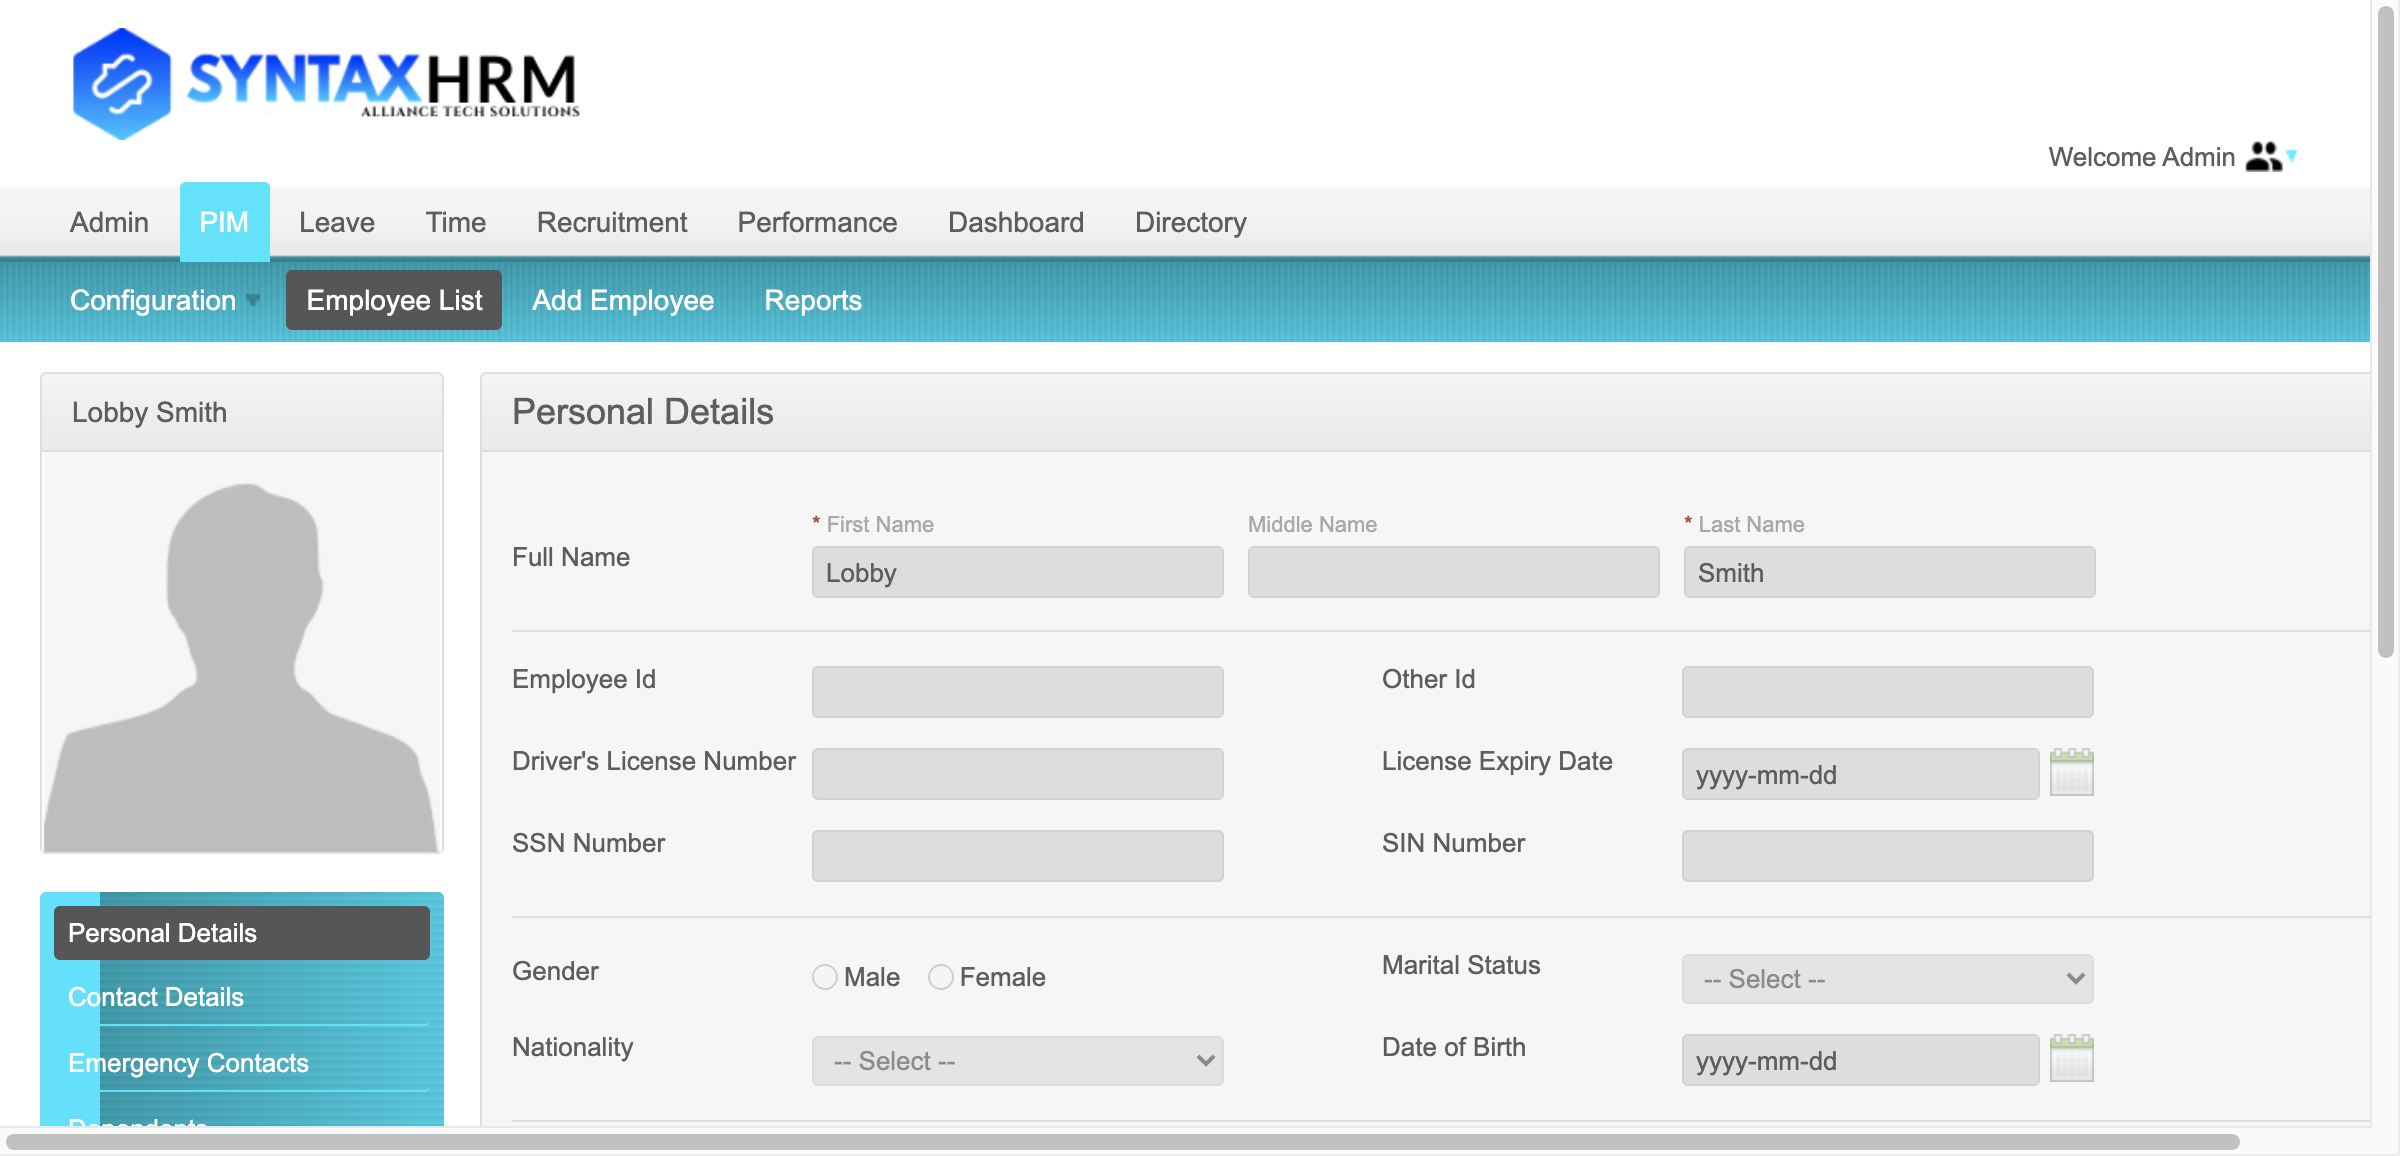 SYNTAXHRM
ALLIANCE TECH SOLUTIONS
Welcome Admin
Admin PIM Leave Time Recruitment Performance Dashboard Directory
Configuration Employee List Add Employee Reports
Lobby Smith
Personal Details
* First Name Middle Name * Last Name
Full Name Lobby Smith
Employee Id Other Id
Driver's License Number License Expiry Date yyyy-mm-dd
SSN Number SIN Number
Gender Male Female Marital Status -- Select --
Nationality -- Select -- Date of Birth yyyy-mm-dd
Personal Details
Contact Details
Emergency Contacts
Dependents